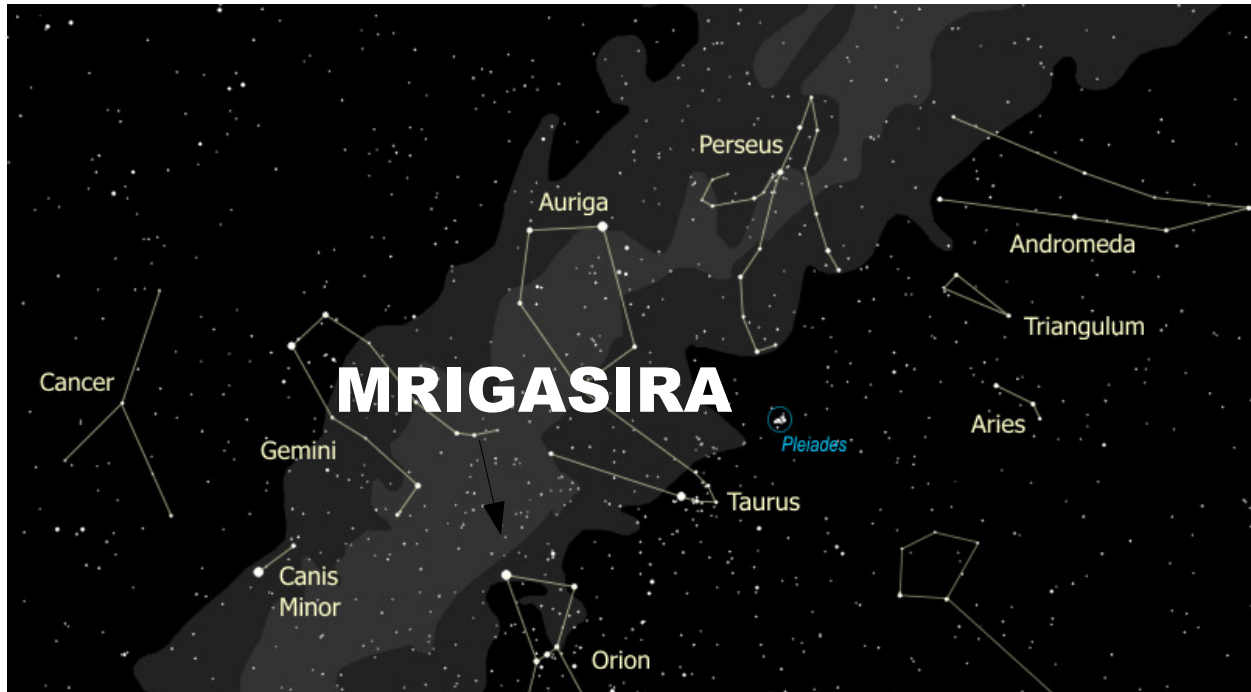 Perseus
Auriga
Andromeda
Triangulum
Cancer
MRIGASIRA
Aries
Gemini
Pleiades
Taurus
Canis
Minor
Orion